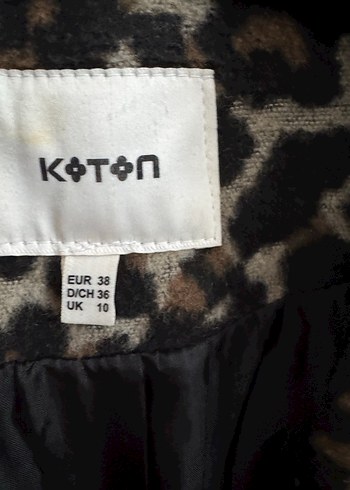 KOTON
EUR 38
D/CH 36
UK 10